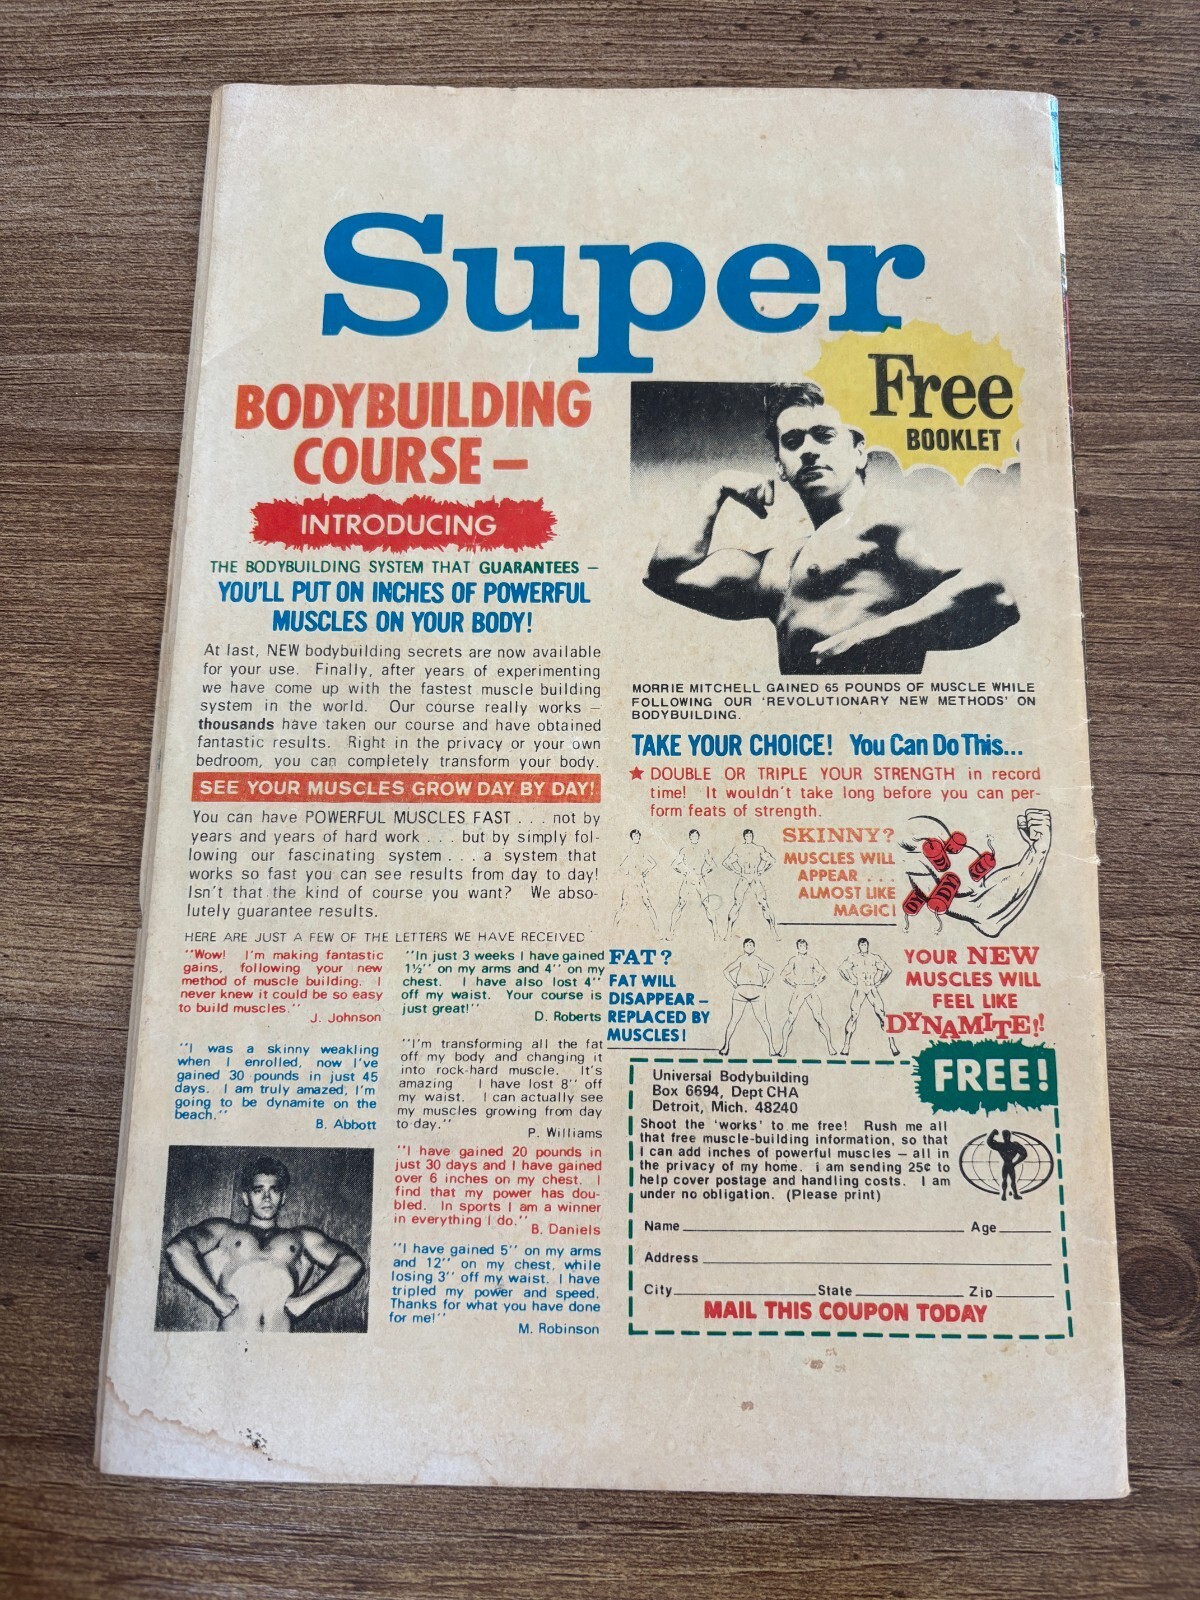 Super
Free
BOOKLET
BODYBUILDING
COURSE –
INTRODUCING
THE BODYBUILDING SYSTEM THAT GUARANTEES –
YOU'LL PUT ON INCHES OF POWERFUL
MUSCLES ON YOUR BODY!
At last, NEW bodybuilding secrets are now available
for your use. Finally, after years of experimenting
we have come up with the fastest muscle building
system in the world. Our course really works –
thousands have taken our course and have obtained
fantastic results. Right in the privacy or your own
bedroom, you can completely transform your body.
SEE YOUR MUSCLES GROW DAY BY DAY!
You can have POWERFUL MUSCLES FAST . . . not by
years and years of hard work . . . but by simply fol-
lowing our fascinating system . . . a system that
works so fast you can see results from day to day!
Isn't that the kind of course you want? We abso-
lutely guarantee results.
HERE ARE JUST A FEW OF THE LETTERS WE HAVE RECEIVED
"Wow! I'm making fantastic
gains, following your new
method of muscle building. I
never knew it could be so easy
to build muscles."
J. Johnson
"I was a skinny weakling
when I enrolled, now I've
gained 30 pounds in just 45
days. I am truly amazed, I'm
going to be dynamite on the
beach."
B. Abbott
"In just 3 weeks I have gained
1½" on my arms and 4" on my
chest. I have also lost 4"
off my waist. Your course is
just great!"
D. Roberts
"I'm transforming all the fat
off my body and changing it
into rock-hard muscle. It's
amazing I have lost 8" off
my waist. I can actually see
my muscles growing from day
to day."
P. Williams
"I have gained 20 pounds in
just 30 days and I have gained
over 6 inches on my chest. I
find that my power has dou-
bled. In sports I am a winner
in everything I do."
B. Daniels
"I have gained 5" on my arms
and 12" on my chest, while
losing 3" off my waist. I have
tripled my power and speed.
Thanks for what you have done
for me!"
M. Robinson
MORRIE MITCHELL GAINED 65 POUNDS OF MUSCLE WHILE
FOLLOWING OUR 'REVOLUTIONARY NEW METHODS' ON
BODYBUILDING.
TAKE YOUR CHOICE! You Can Do This...
★ DOUBLE OR TRIPLE YOUR STRENGTH in record
time! It wouldn't take long before you can per-
form feats of strength.
SKINNY?
MUSCLES WILL
APPEAR . . .
ALMOST LIKE
MAGIC!
FAT?
FAT WILL
DISAPPEAR –
REPLACED BY
MUSCLES!
YOUR NEW
MUSCLES WILL
FEEL LIKE
DYNAMITE!!
FREE!
Universal Bodybuilding
Box 6694, Dept CHA
Detroit, Mich. 48240
Shoot the 'works' to me free! Rush me all
that free muscle-building information, so that
I can add inches of powerful muscles – all in
the privacy of my home. I am sending 25¢ to
help cover postage and handling costs. I am
under no obligation. (Please print)
Name Age
Address
City State Zip
MAIL THIS COUPON TODAY